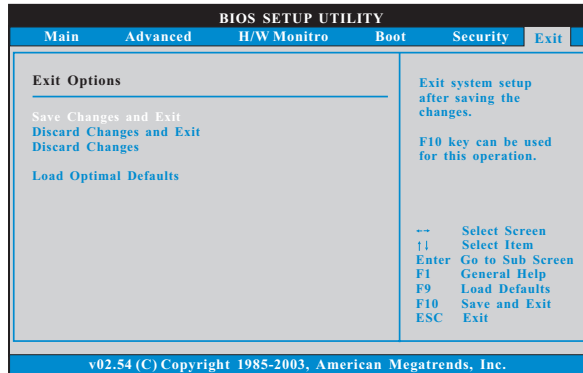 BIOS SETUP UTILITY
Main Advanced H/W Monitro Boot Security Exit
Exit Options
Save Changes and Exit
Discard Changes and Exit
Discard Changes
Load Optimal Defaults
Exit system setup
after saving the
changes.
F10 key can be used
for this operation.
←→ Select Screen
↑↓ Select Item
Enter Go to Sub Screen
F1 General Help
F9 Load Defaults
F10 Save and Exit
ESC Exit
v02.54 (C) Copyright 1985-2003, American Megatrends, Inc.